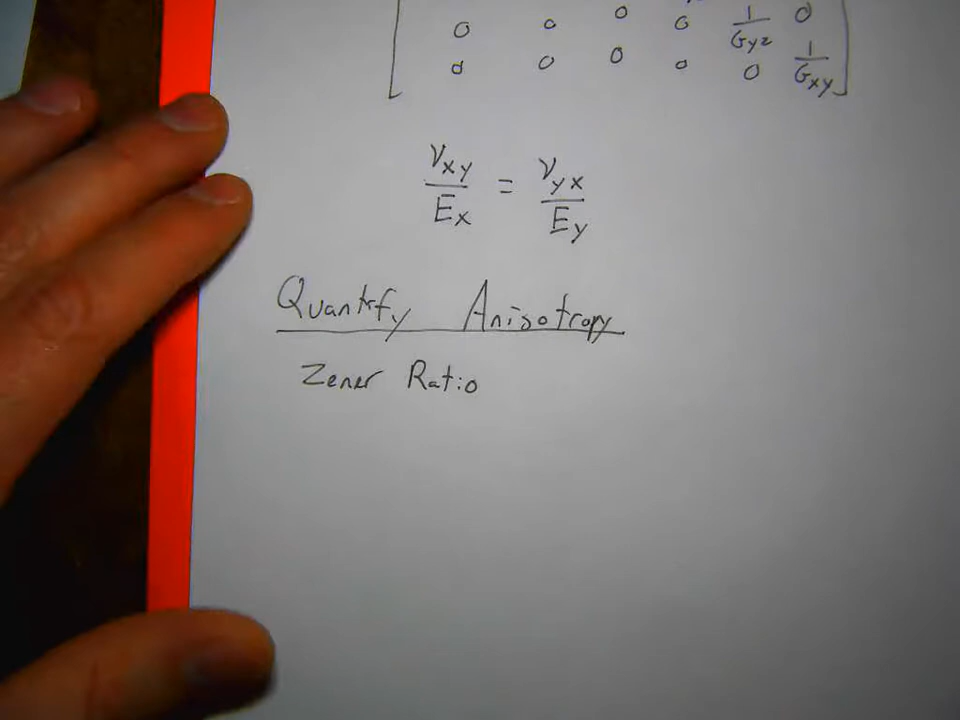 0 0 0 0 1/Gyz 0
0 0 0 0 0 1/Gxy
νxy/Ex = νyx/Ey
Quantify Anisotropy
Zener Ratio